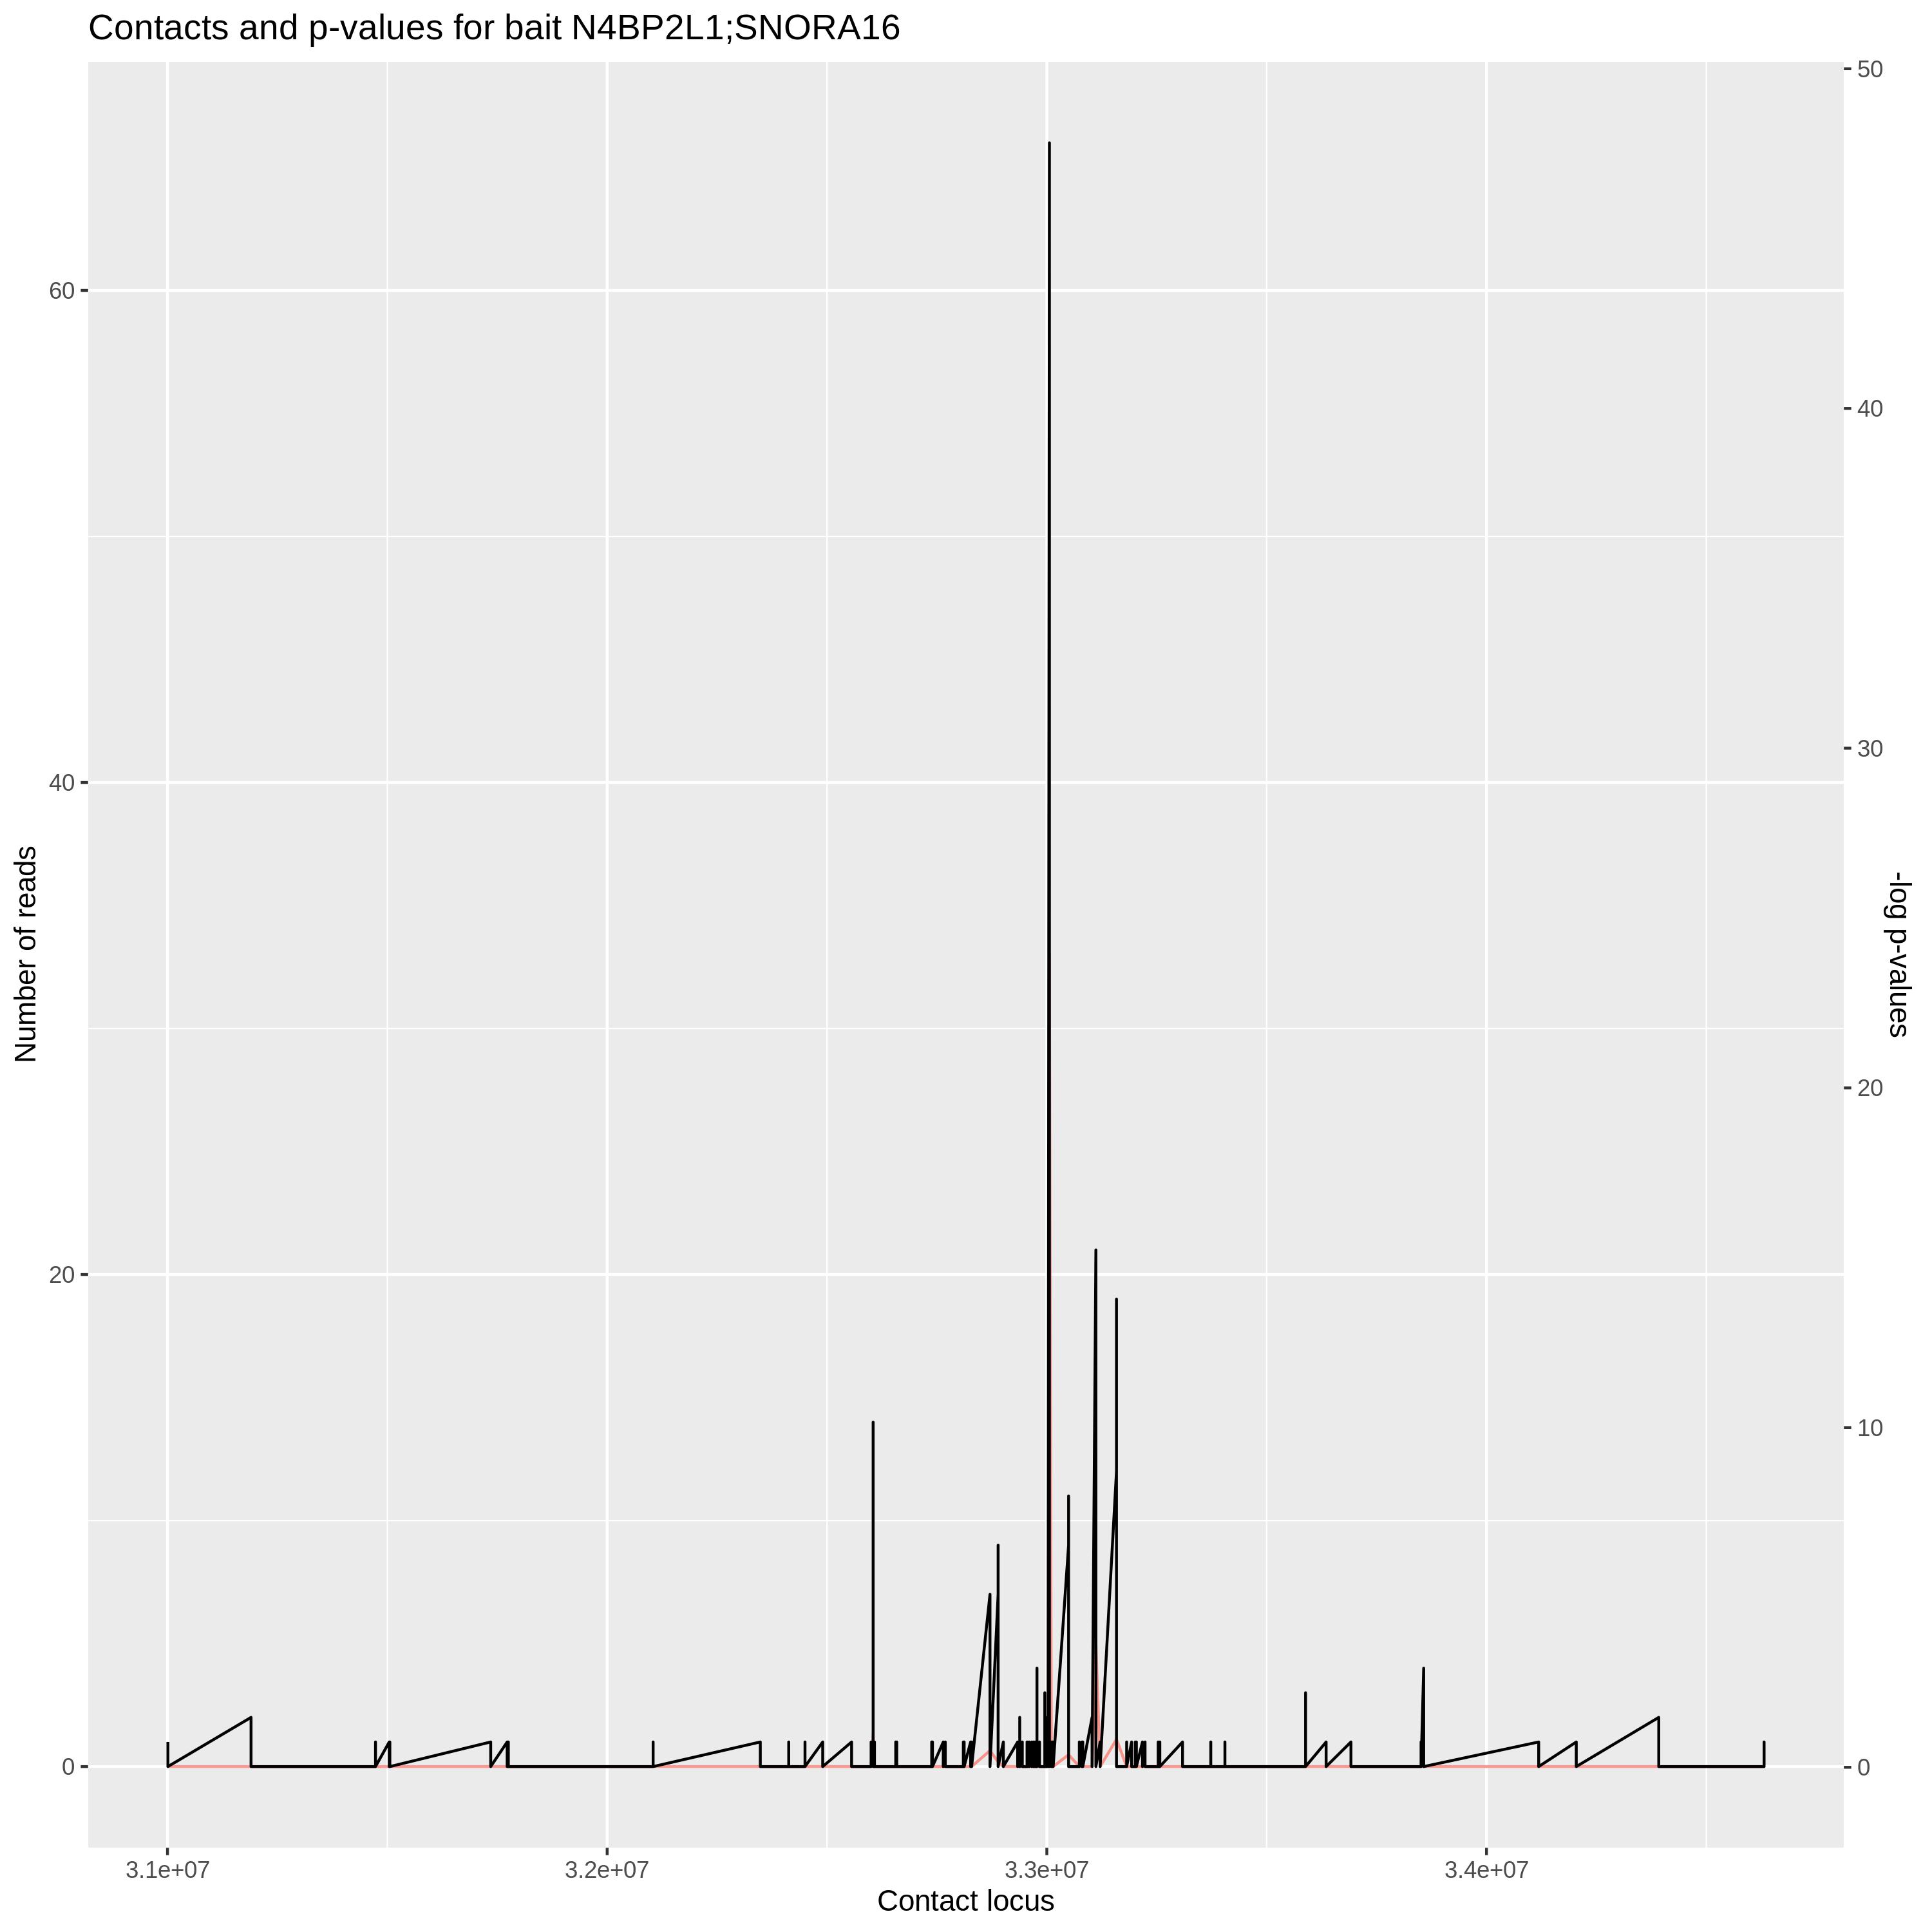 Contacts and p-values for bait N4BP2L1;SNORA16
Number of reads
60
40
20
0
50
40
30
20
10
0
-log p-values
3.1e+07
3.2e+07
3.3e+07
3.4e+07
Contact locus